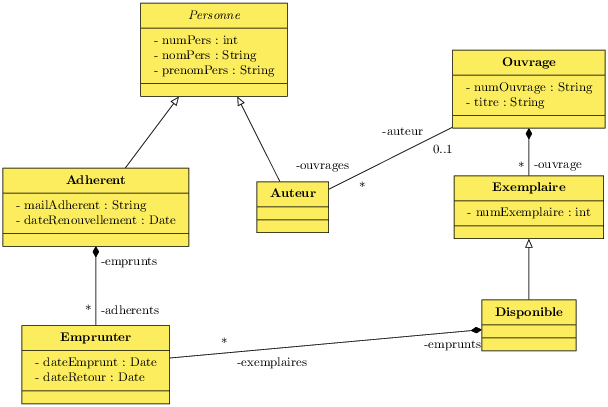 Personne
- numPers : int
- nomPers : String
- prenomPers : String
Ouvrage
- numOuvrage : String
- titre : String
-auteur
0..1
-ouvrages
*
* -ouvrage
Adherent
- mailAdherent : String
- dateRenouvellement : Date
Auteur
Exemplaire
- numExemplaire : int
-emprunts
* -adherents
Disponible
Emprunter
- dateEmprunt : Date
- dateRetour : Date
*
-exemplaires
-emprunts